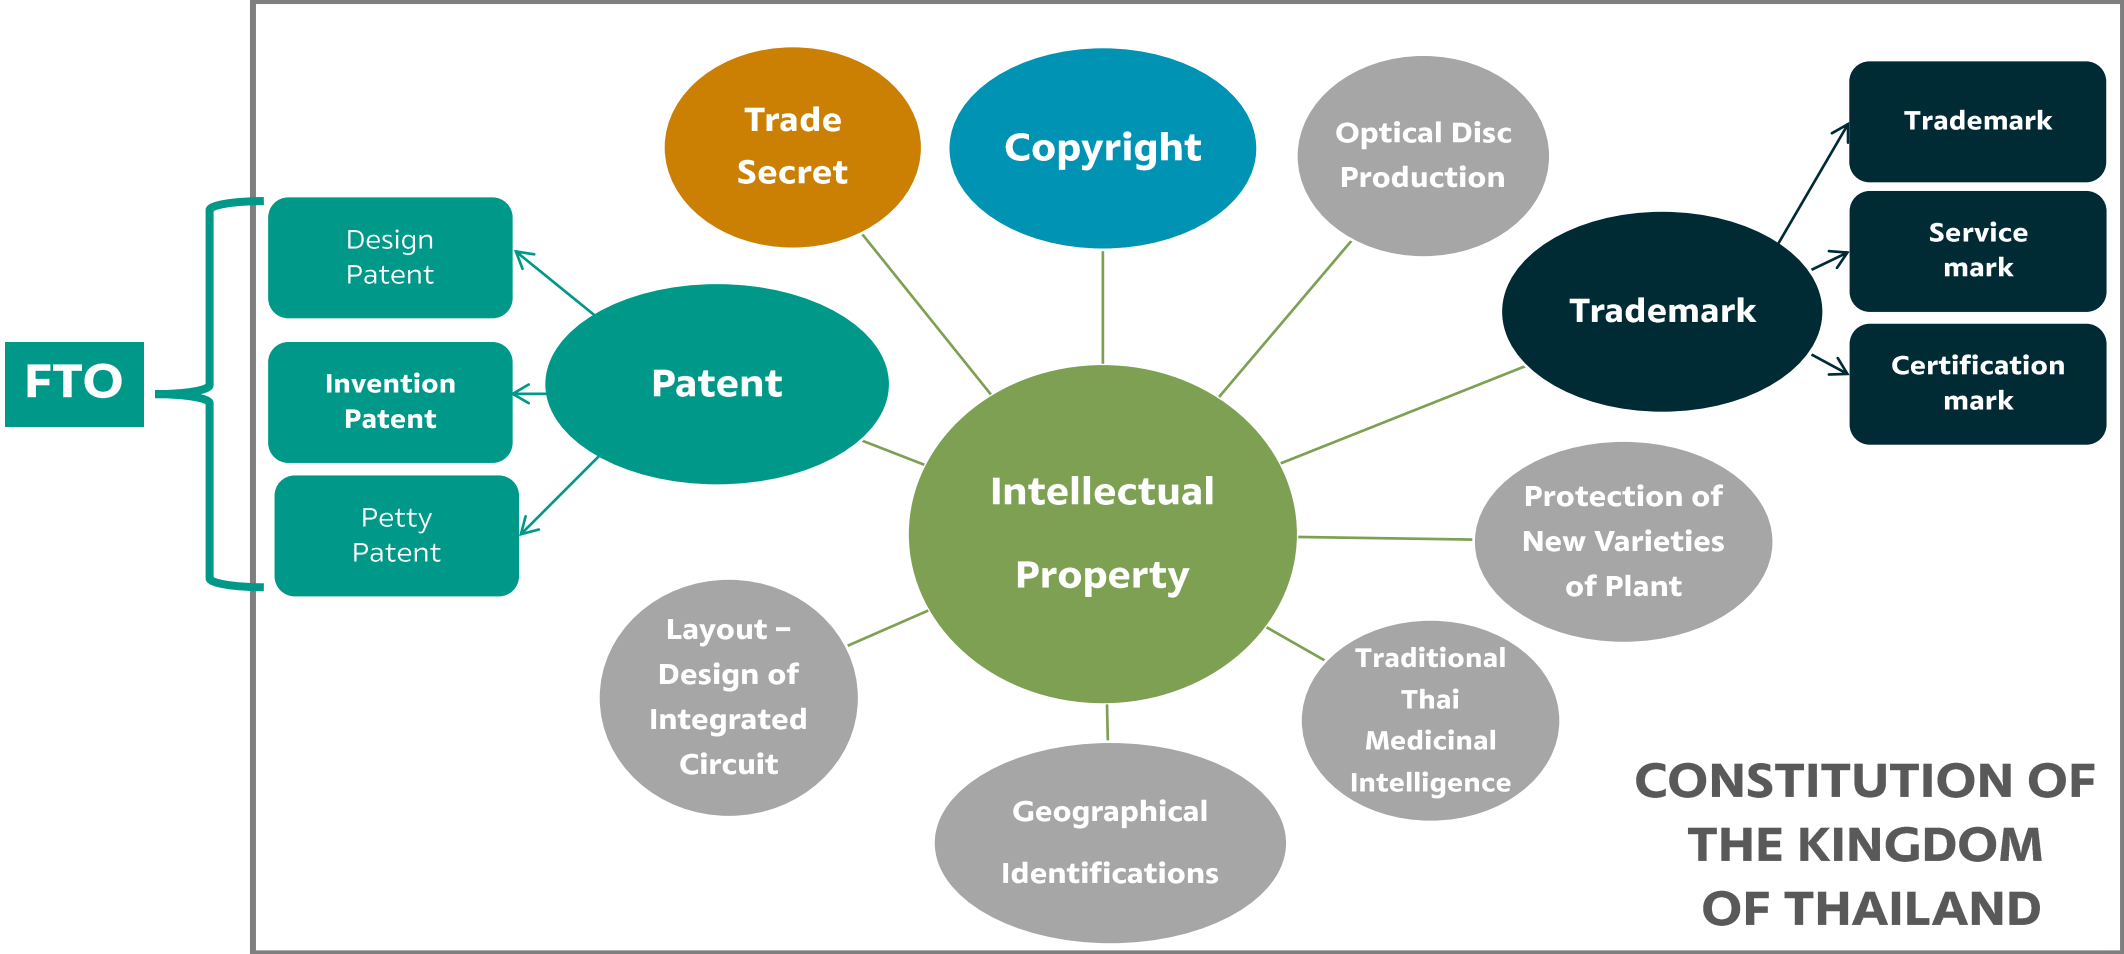 Trade
Secret
Copyright
Optical Disc
Production
Trademark
Trademark
Service
mark
Certification
mark
Design
Patent
FTO
Invention
Patent
Petty
Patent
Patent
Intellectual
Property
Protection of
New Varieties
of Plant
Layout –
Design of
Integrated
Circuit
Traditional
Thai
Medicinal
Intelligence
Geographical
Identifications
CONSTITUTION OF
THE KINGDOM
OF THAILAND